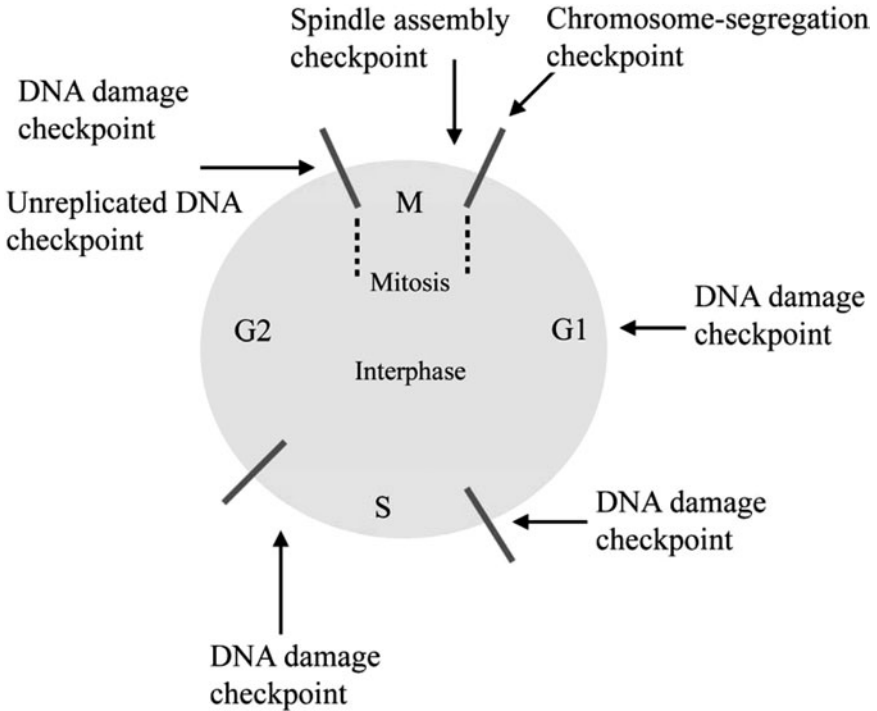 Spindle assembly
checkpoint
Chromosome-segregation
checkpoint
DNA damage
checkpoint
Unreplicated DNA
checkpoint
M
Mitosis
G2
G1
DNA damage
checkpoint
Interphase
S
DNA damage
checkpoint
DNA damage
checkpoint